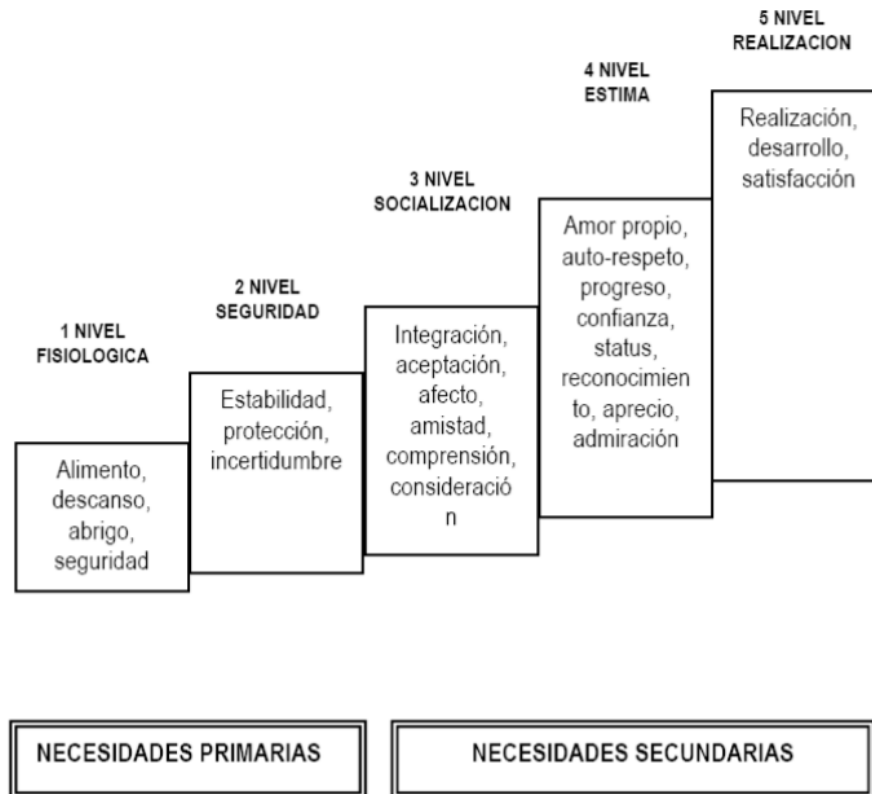 1 NIVEL
FISIOLOGICA
Alimento,
descanso,
abrigo,
seguridad
2 NIVEL
SEGURIDAD
Estabilidad,
protección,
incertidumbre
3 NIVEL
SOCIALIZACION
Integración,
aceptación,
afecto,
amistad,
comprensión,
consideració
n
4 NIVEL
ESTIMA
Amor propio,
auto-respeto,
progreso,
confianza,
status,
reconocimien
to, aprecio,
admiración
5 NIVEL
REALIZACION
Realización,
desarrollo,
satisfacción
NECESIDADES PRIMARIAS
NECESIDADES SECUNDARIAS